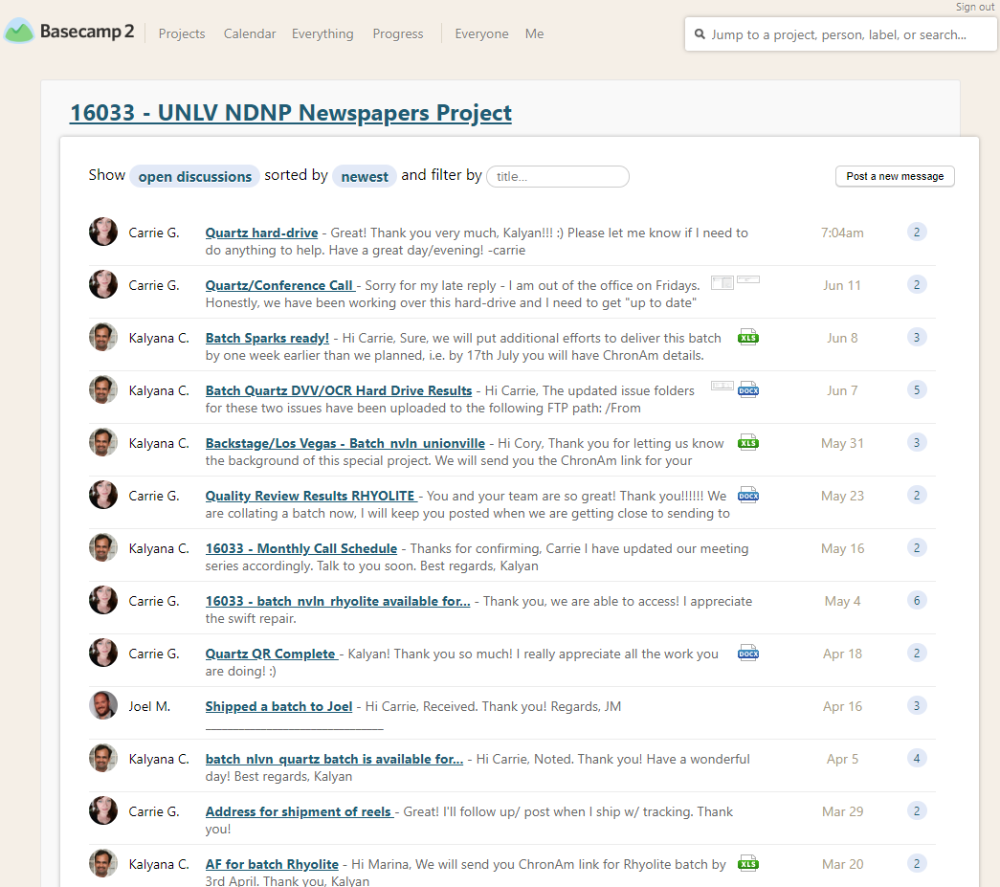 Sign out
Basecamp 2 Projects Calendar Everything Progress Everyone Me Jump to a project, person, label, or search...
16033 - UNLV NDNP Newspapers Project
Show open discussions sorted by newest and filter by title... Post a new message
Carrie G. Quartz hard-drive - Great! Thank you very much, Kalyan!!! :) Please let me know if I need to 7:04am 2
do anything to help. Have a great day/evening! -carrie
Carrie G. Quartz/Conference Call - Sorry for my late reply - I am out of the office on Fridays. Jun 11 2
Honestly, we have been working over this hard-drive and I need to get "up to date"
Kalyana C. Batch Sparks ready! - Hi Carrie, Sure, we will put additional efforts to deliver this batch XLS Jun 8 3
by one week earlier than we planned, i.e. by 17th July you will have ChronAm details.
Kalyana C. Batch Quartz DVV/OCR Hard Drive Results - Hi Carrie, The updated issue folders DOCX Jun 7 5
for these two issues have been uploaded to the following FTP path: /From
Kalyana C. Backstage/Los Vegas - Batch_nvln_unionville - Hi Cory, Thank you for letting us know XLS May 31 3
the background of this special project. We will send you the ChronAm link for your
Carrie G. Quality Review Results RHYOLITE - You and your team are so great! Thank you!!!!!! We DOCX May 23 2
are collating a batch now, I will keep you posted when we are getting close to sending to
Kalyana C. 16033 - Monthly Call Schedule - Thanks for confirming, Carrie I have updated our meeting May 16 2
series accordingly. Talk to you soon. Best regards, Kalyan
Carrie G. 16033 - batch_nvln_rhyolite available for... - Thank you, we are able to access! I appreciate May 4 6
the swift repair.
Carrie G. Quartz QR Complete - Kalyan! Thank you so much! I really appreciate all the work you DOCX Apr 18 2
are doing! :)
Joel M. Shipped a batch to Joel - Hi Carrie, Received. Thank you! Regards, JM Apr 16 3
Kalyana C. batch_nlvn_quartz batch is available for... - Hi Carrie, Noted. Thank you! Have a wonderful Apr 5 4
day! Best regards, Kalyan
Carrie G. Address for shipment of reels - Great! I'll follow up/ post when I ship w/ tracking. Thank Mar 29 2
you!
Kalyana C. AF for batch Rhyolite - Hi Marina, We will send you ChronAm link for Rhyolite batch by XLS Mar 20 2
3rd April. Thank you, Kalyan